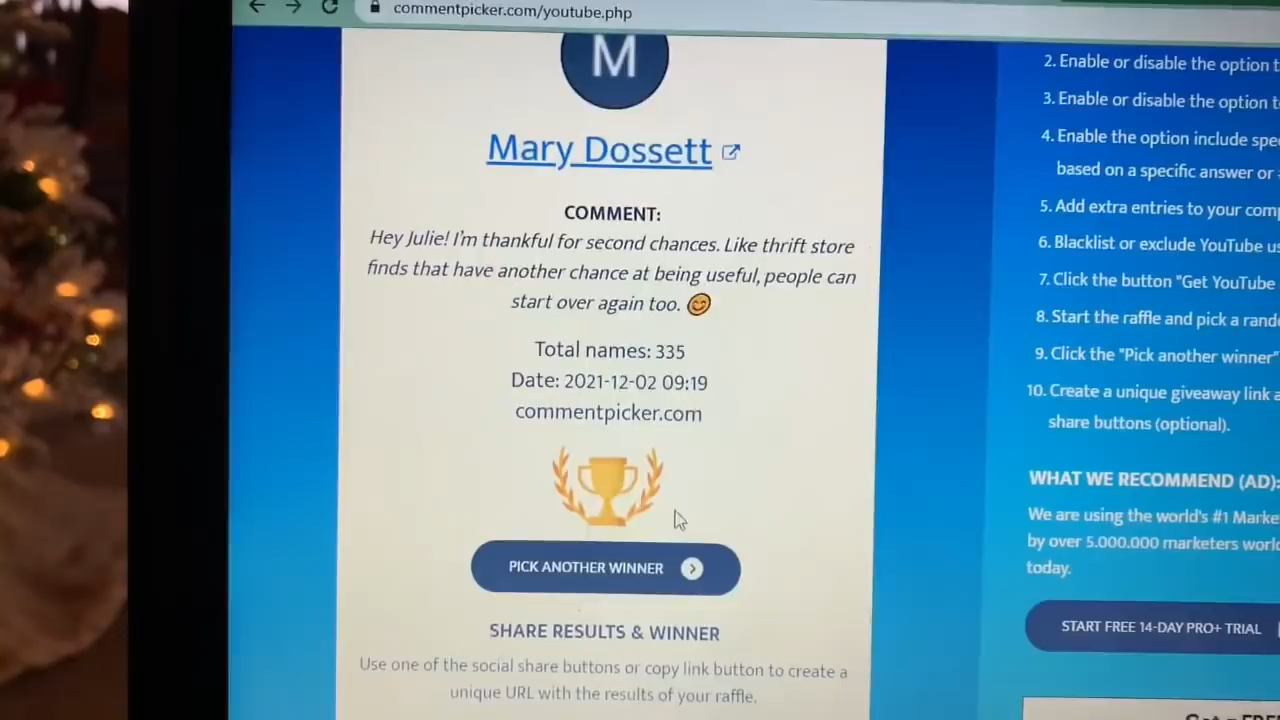 commentpicker.com/youtube.php
M
Mary Dossett
COMMENT:
Hey Julie! I'm thankful for second chances. Like thrift store
finds that have another chance at being useful, people can
start over again too. 😊
Total names: 335
Date: 2021-12-02 09:19
commentpicker.com
PICK ANOTHER WINNER
SHARE RESULTS & WINNER
Use one of the social share buttons or copy link button to create a
unique URL with the results of your raffle.
2. Enable or disable the option
3. Enable or disable the option
4. Enable the option include
based on a specific answer or
5. Add extra entries to your
6. Blacklist or exclude YouTube
7. Click the button "Get YouTube
8. Start the raffle and pick a
9. Click the "Pick another winner"
10. Create a unique giveaway link
share buttons (optional).
WHAT WE RECOMMEND (AD):
We are using the world's #1
by over 5.000.000 marketers
today.
START FREE 14-DAY PRO+ TRIAL